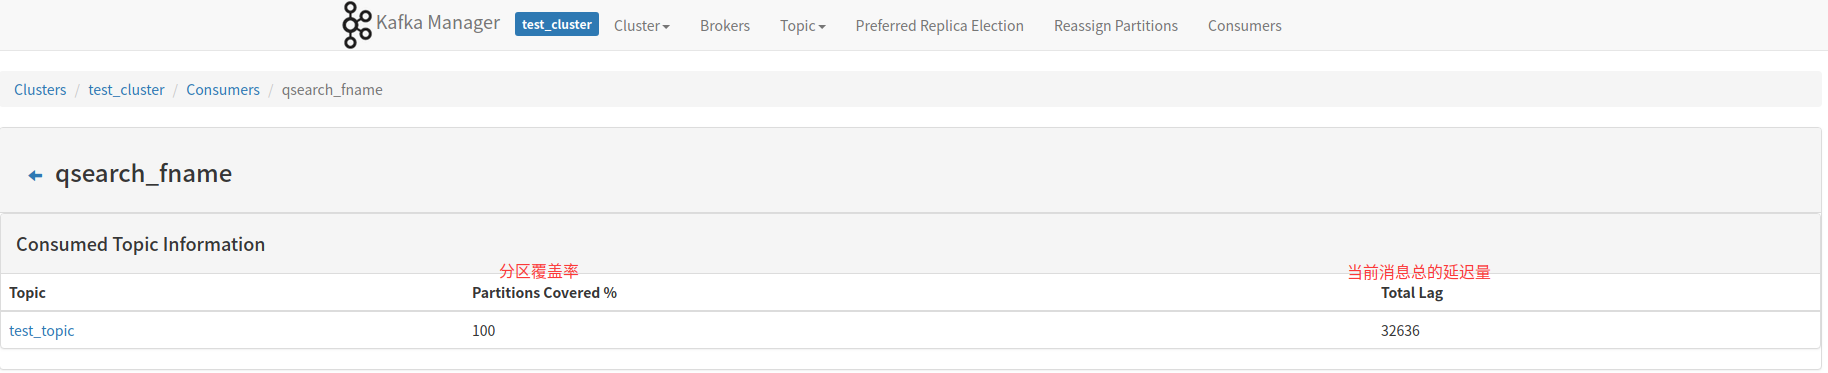 Kafka Manager test_cluster Cluster Brokers Topic Preferred Replica Election Reassign Partitions Consumers
Clusters / test_cluster / Consumers / qsearch_fname
qsearch_fname
Consumed Topic Information
分区覆盖率 当前消息总的延迟量
Topic Partitions Covered % Total Lag
test_topic 100 32636